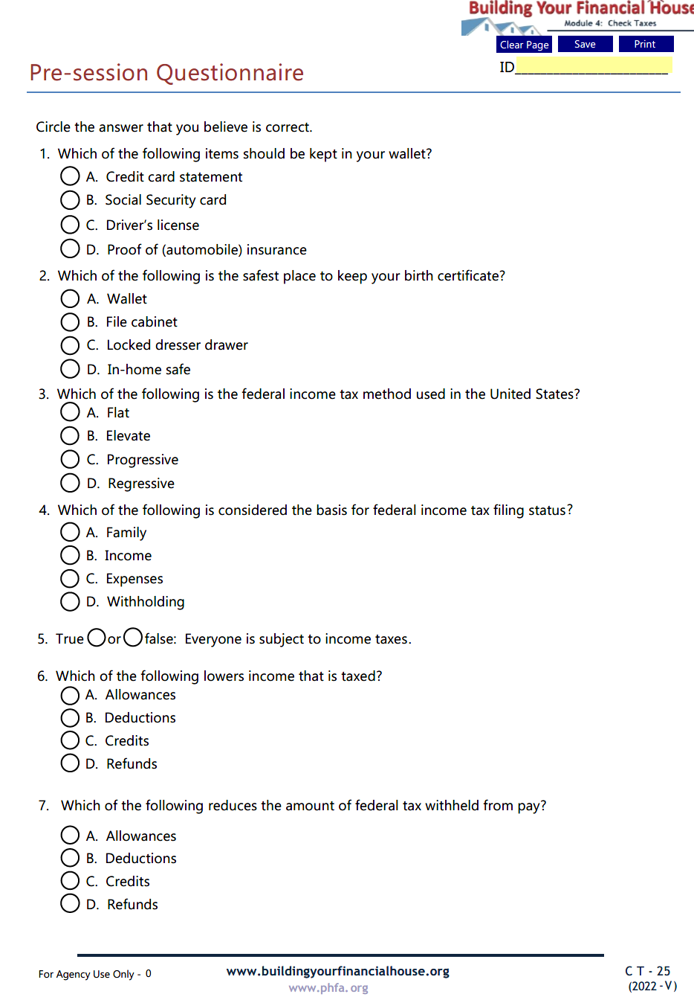 Building Your Financial House
Module 4: Check Taxes
Clear Page Save Print
ID
Pre-session Questionnaire
Circle the answer that you believe is correct.
1. Which of the following items should be kept in your wallet?
A. Credit card statement
B. Social Security card
C. Driver's license
D. Proof of (automobile) insurance
2. Which of the following is the safest place to keep your birth certificate?
A. Wallet
B. File cabinet
C. Locked dresser drawer
D. In-home safe
3. Which of the following is the federal income tax method used in the United States?
A. Flat
B. Elevate
C. Progressive
D. Regressive
4. Which of the following is considered the basis for federal income tax filing status?
A. Family
B. Income
C. Expenses
D. Withholding
5. True or false: Everyone is subject to income taxes.
6. Which of the following lowers income that is taxed?
A. Allowances
B. Deductions
C. Credits
D. Refunds
7. Which of the following reduces the amount of federal tax withheld from pay?
A. Allowances
B. Deductions
C. Credits
D. Refunds
For Agency Use Only - 0 www.buildingyourfinancialhouse.org C T - 25
www.phfa.org (2022 - V)